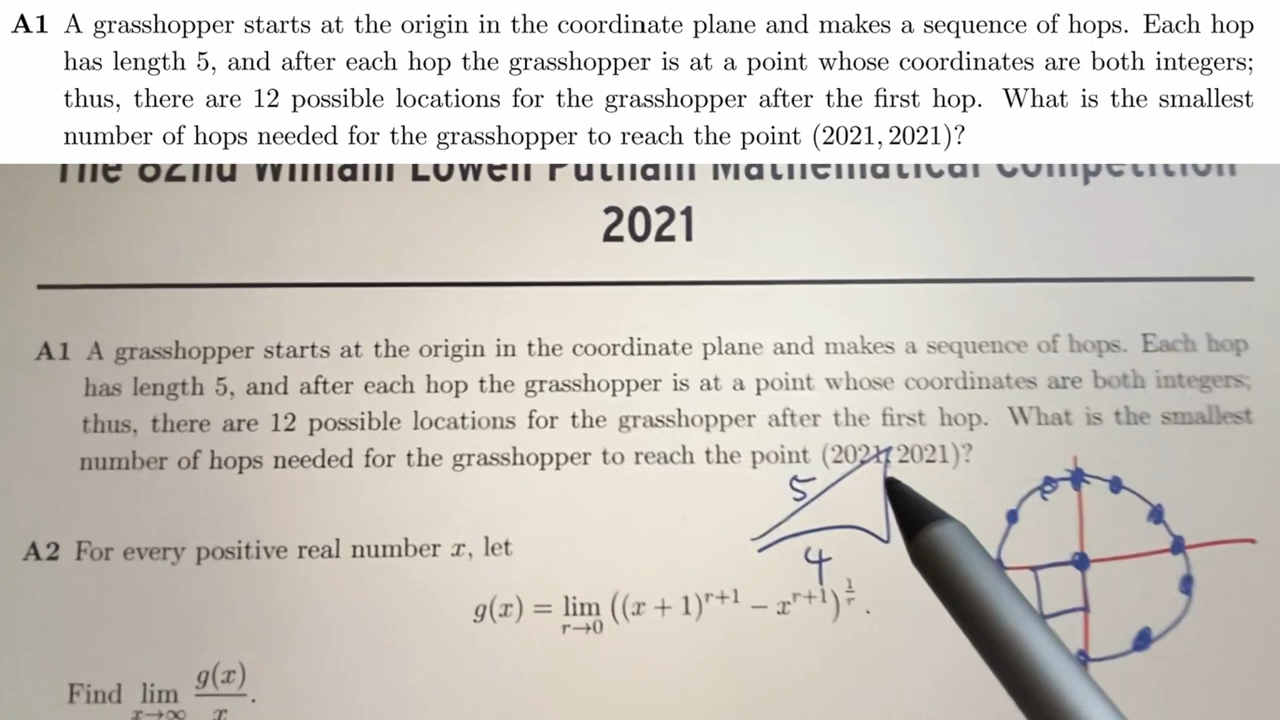 A1 A grasshopper starts at the origin in the coordinate plane and makes a sequence of hops. Each hop
has length 5, and after each hop the grasshopper is at a point whose coordinates are both integers;
thus, there are 12 possible locations for the grasshopper after the first hop. What is the smallest
number of hops needed for the grasshopper to reach the point (2021, 2021)?
The 82nd William Lowell Putnam Mathematical Competition
2021
A1 A grasshopper starts at the origin in the coordinate plane and makes a sequence of hops. Each hop
has length 5, and after each hop the grasshopper is at a point whose coordinates are both integers;
thus, there are 12 possible locations for the grasshopper after the first hop. What is the smallest
number of hops needed for the grasshopper to reach the point (2021, 2021)?
5
4
A2 For every positive real number x, let
g(x) = lim ((x + 1)^{r+1} − x^{r+1})^{1/r} .
r→0
Find lim g(x)/x.
x→∞